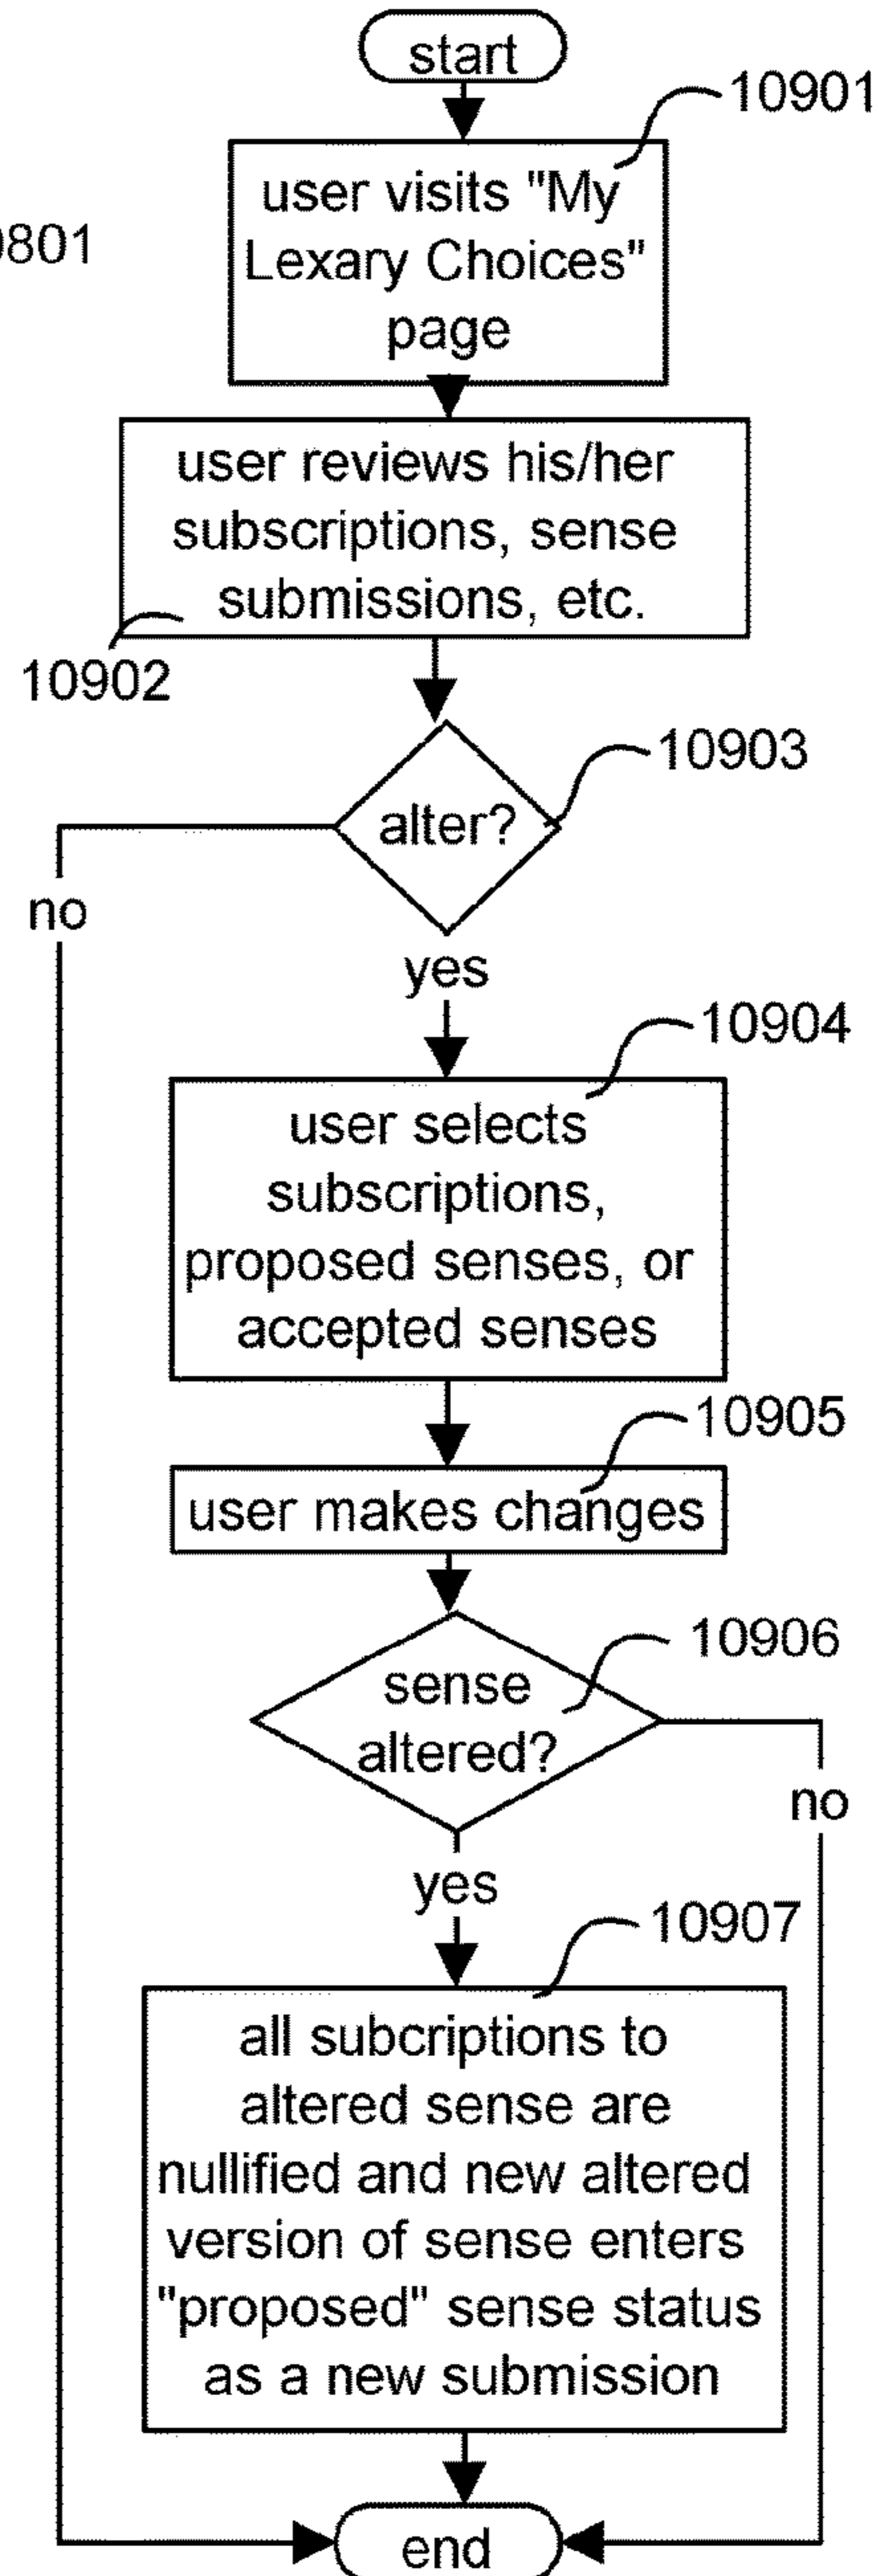 start
10901
user visits "My
Lexary Choices"
page
0801
user reviews his/her
subscriptions, sense
submissions, etc.
10902
10903
alter?
no
yes
10904
user selects
subscriptions,
proposed senses, or
accepted senses
10905
user makes changes
10906
sense
altered?
no
yes
10907
all subcriptions to
altered sense are
nullified and new altered
version of sense enters
"proposed" sense status
as a new submission
end